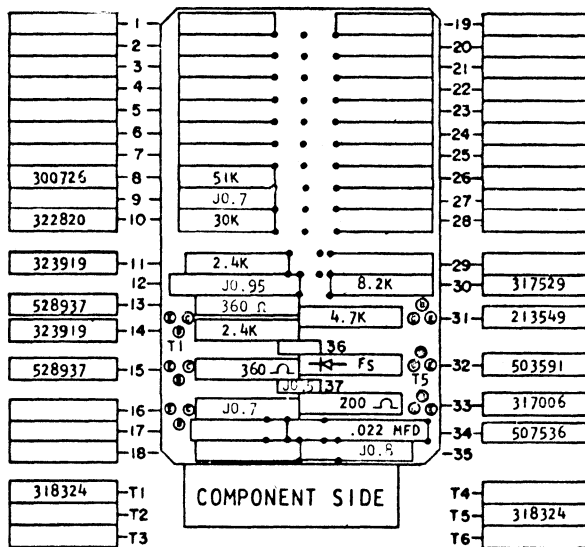 1 19
2 20
3 21
4 22
5 23
6 24
7 25
300726 8 51K 26
9 J0.7 27
322820 10 30K 28
323919 11 2.4K 29
12 J0.95 8.2K 30 317529
528937 13 360 Ω 4.7K 31 213549
323919 14 2.4K
T1 36
528937 15 360 Ω FS T5 32 503591
J0.5 37
16 J0.7 200 Ω 33 317006
17 .022 MFD 34 507536
18 J0.8 35
COMPONENT SIDE
318324 T1 T4
T2 T5 318324
T3 T6